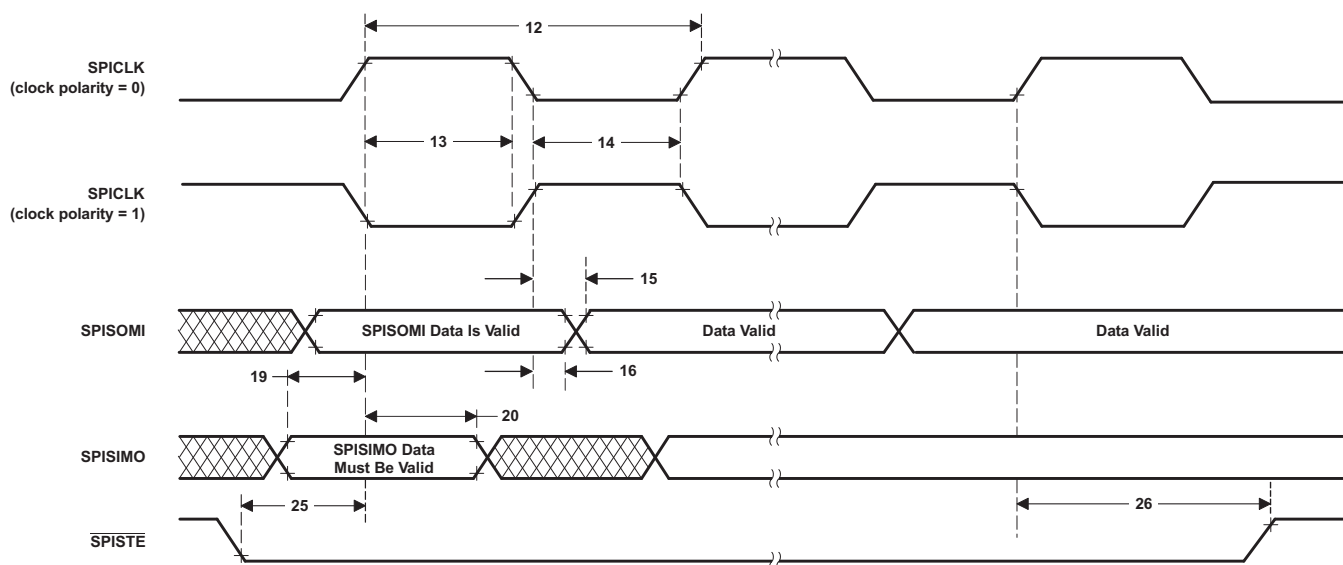 12
SPICLK
(clock polarity = 0)
13
14
SPICLK
(clock polarity = 1)
15
SPISOMI
SPISOMI Data Is Valid
Data Valid
Data Valid
19
16
20
SPISIMO
SPISIMO Data
Must Be Valid
25
26
SPISTE